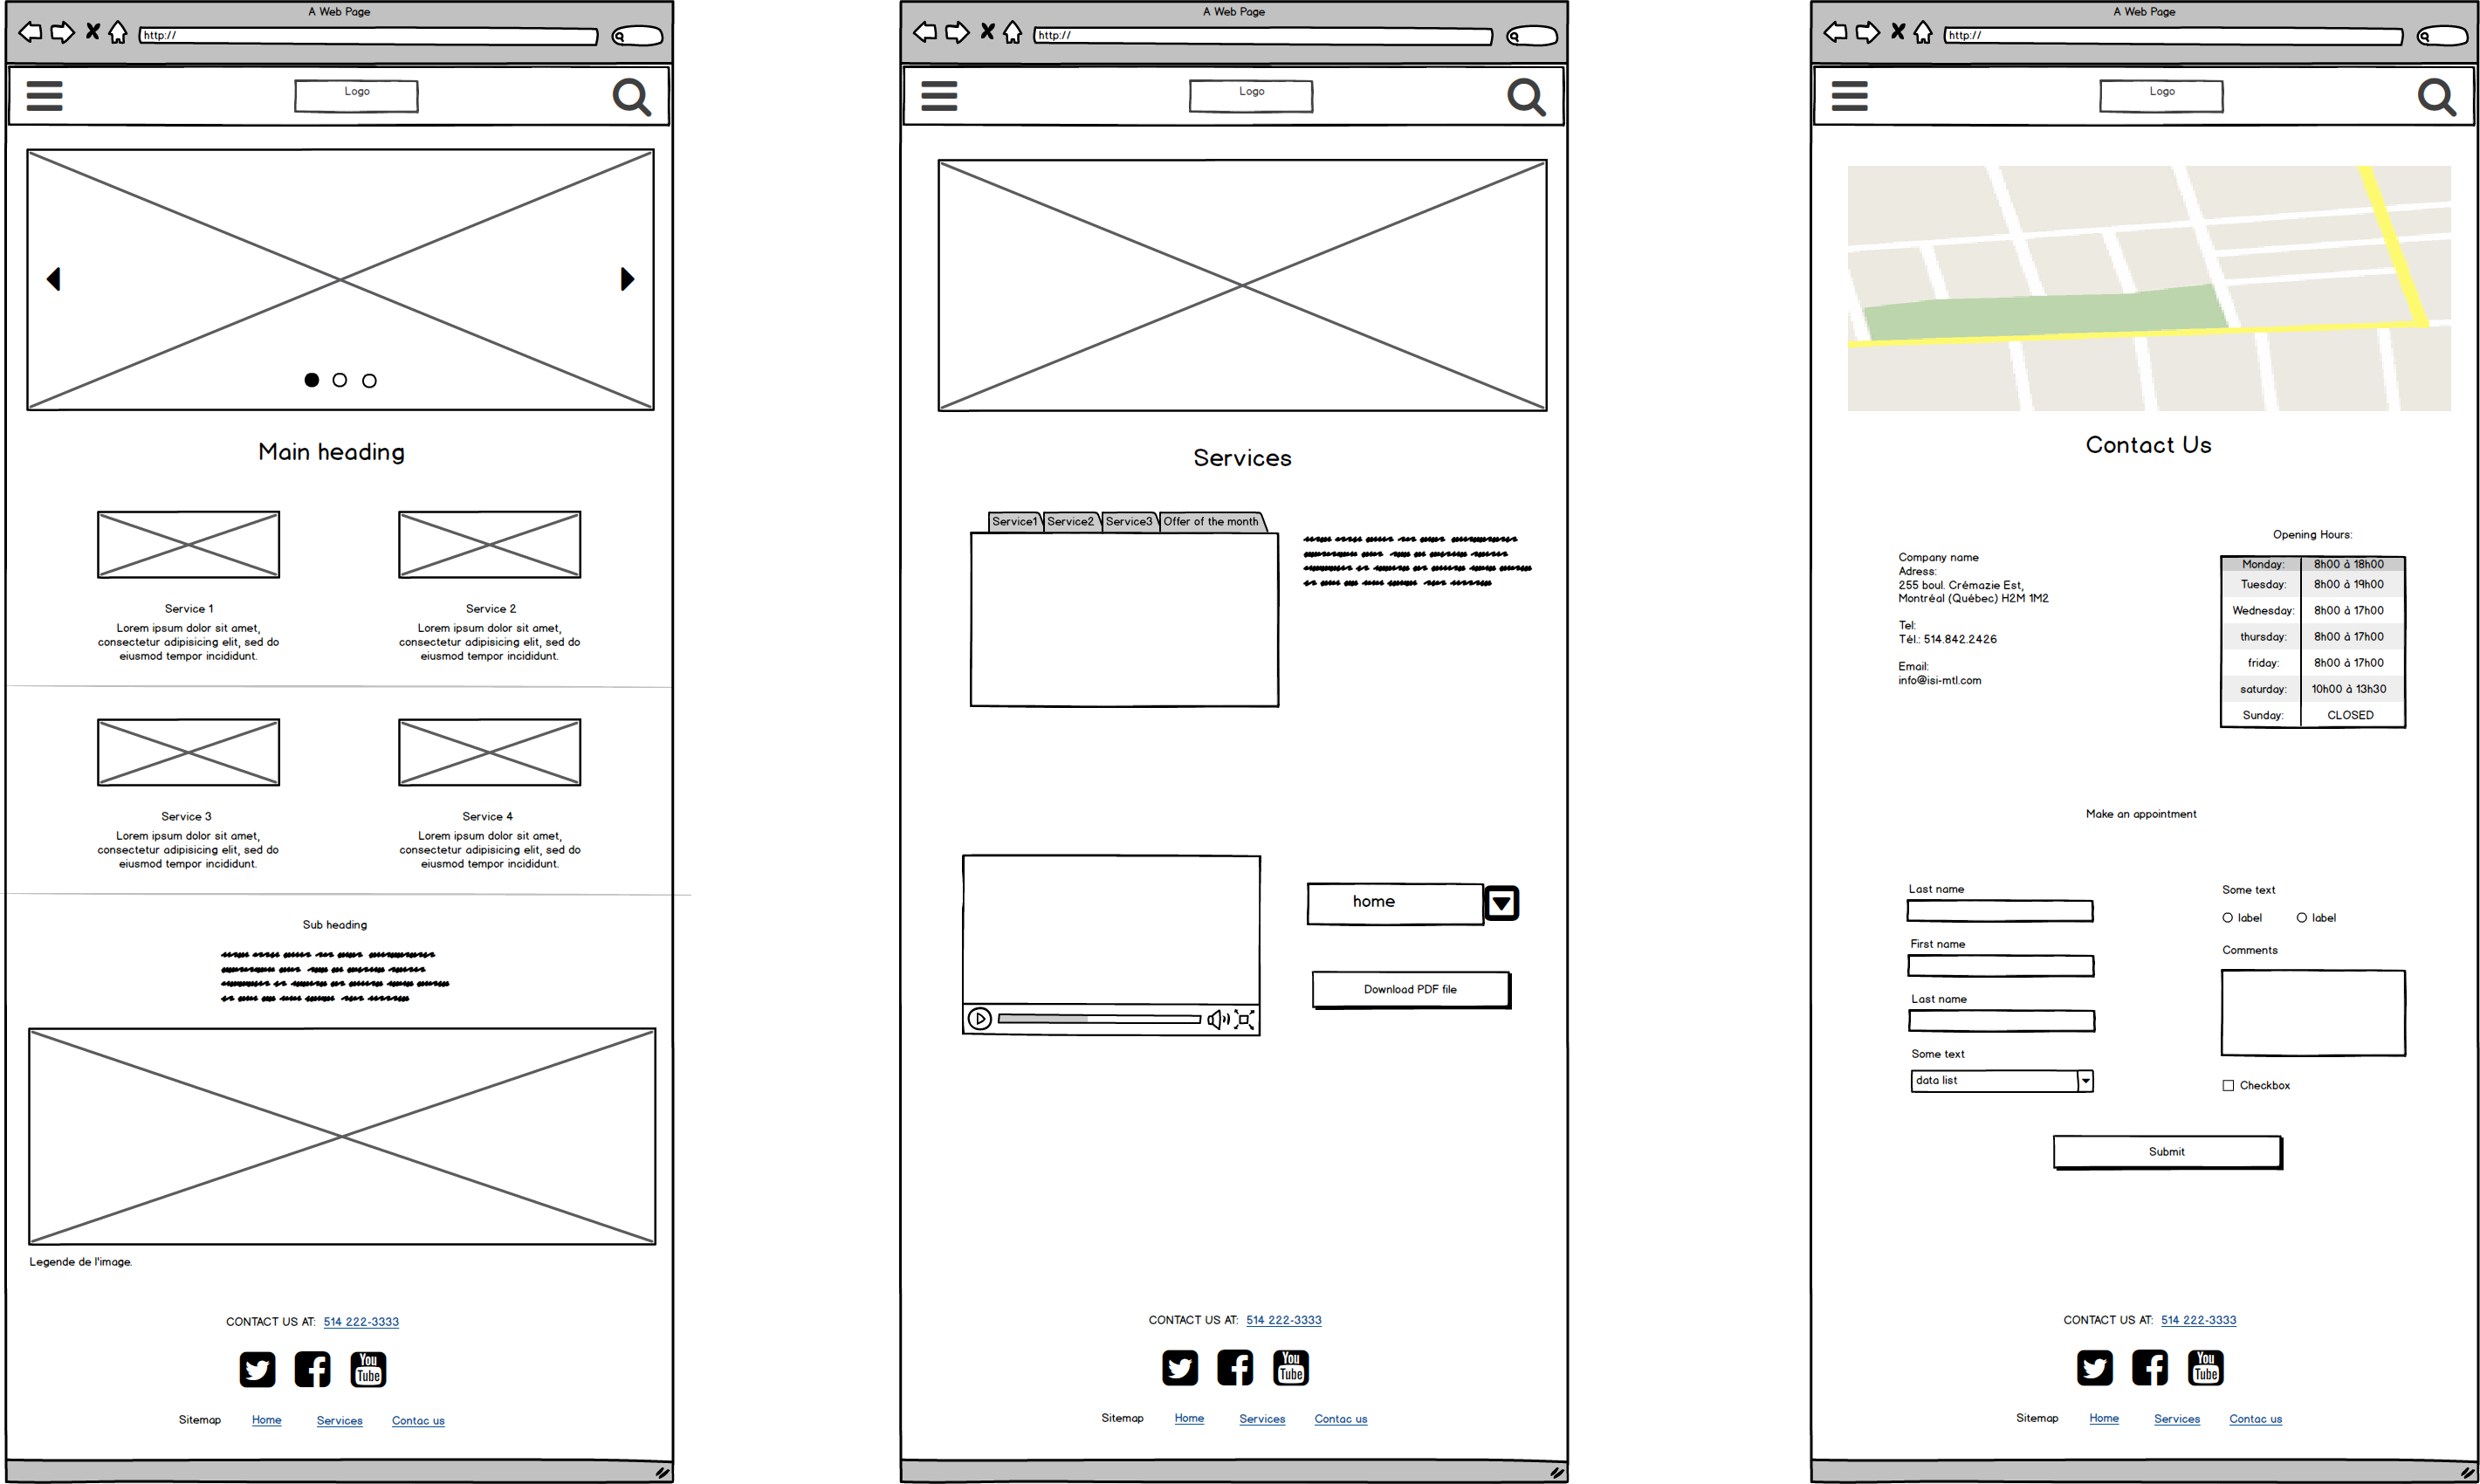 A Web Page
http://
Logo
Main heading
Service 1
Lorem ipsum dolor sit amet,
consectetur adipisicing elit, sed do
eiusmod tempor incididunt.
Service 2
Lorem ipsum dolor sit amet,
consectetur adipisicing elit, sed do
eiusmod tempor incididunt.
Service 3
Lorem ipsum dolor sit amet,
consectetur adipisicing elit, sed do
eiusmod tempor incididunt.
Service 4
Lorem ipsum dolor sit amet,
consectetur adipisicing elit, sed do
eiusmod tempor incididunt.
Sub heading
Legende de l'image.
CONTACT US AT: 514 222-3333
You
Tube
Sitemap Home Services Contac us
A Web Page
http://
Logo
Services
Service1 Service2 Service3 Offer of the month
home
Download PDF file
CONTACT US AT: 514 222-3333
You
Tube
Sitemap Home Services Contac us
A Web Page
http://
Logo
Contact Us
Company name
Adress:
255 boul. Crémazie Est,
Montréal (Québec) H2M 1M2
Tel:
Tél.: 514.842.2426
Email:
info@isi-mtl.com
Opening Hours:
Monday: 8h00 à 18h00
Tuesday: 8h00 à 19h00
Wednesday: 8h00 à 17h00
thursday: 8h00 à 17h00
friday: 8h00 à 17h00
saturday: 10h00 à 13h30
Sunday: CLOSED
Make an appointment
Last name
First name
Last name
Some text
data list
Some text
label label
Comments
Checkbox
Submit
CONTACT US AT: 514 222-3333
You
Tube
Sitemap Home Services Contac us